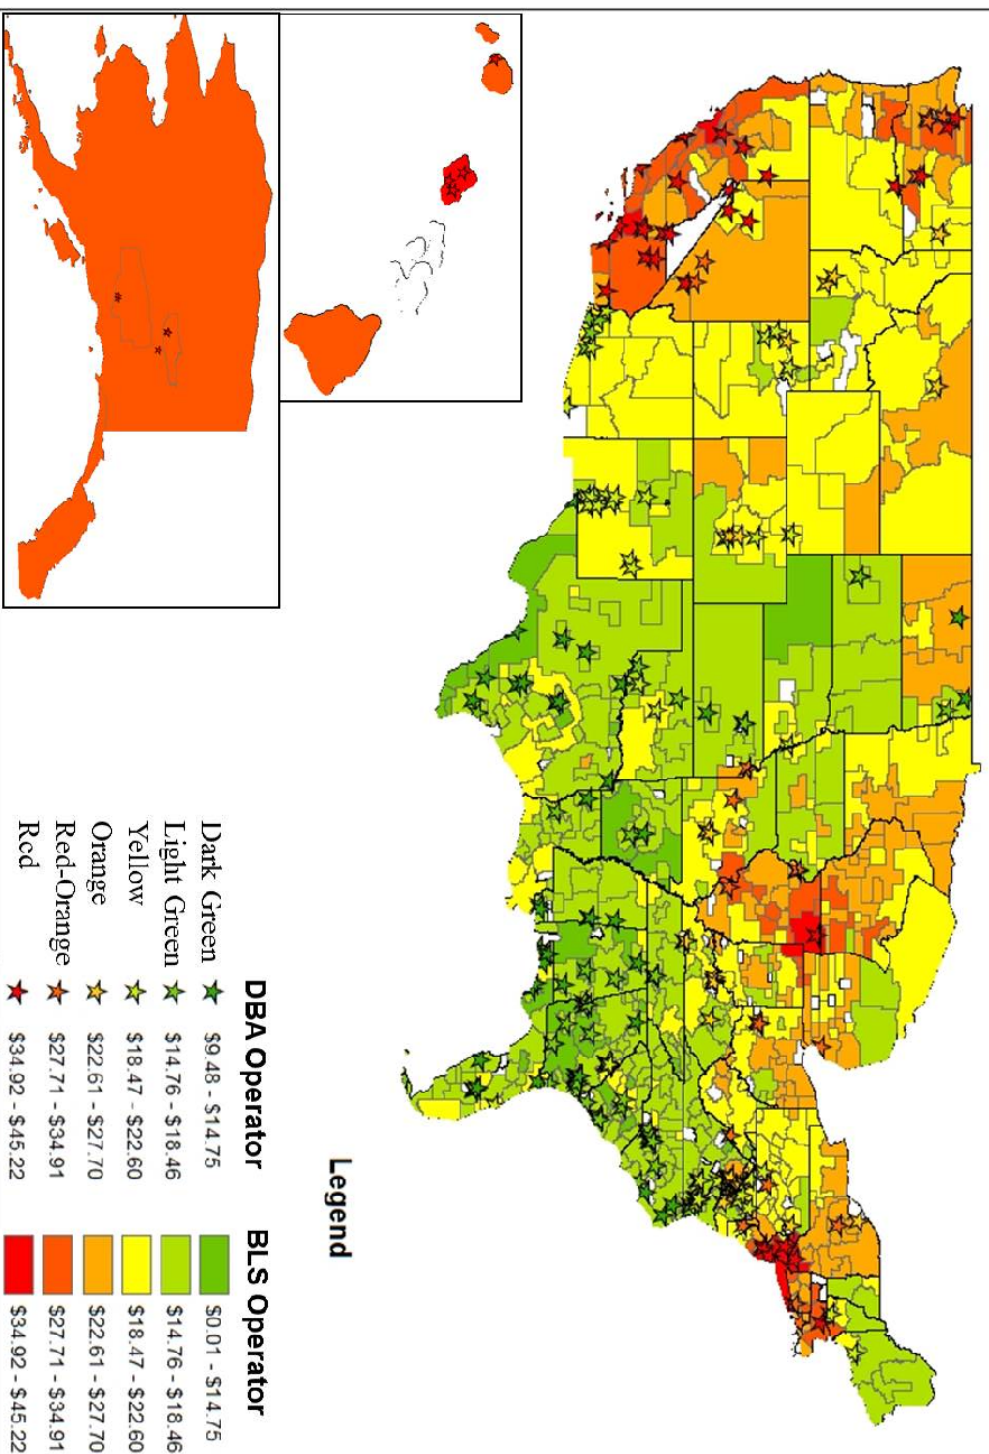 Legend
DBA Operator BLS Operator
Dark Green $9.48 - $14.75 $0.01 - $14.75
Light Green $14.76 - $18.46 $14.76 - $18.46
Yellow $18.47 - $22.60 $18.47 - $22.60
Orange $22.61 - $27.70 $22.61 - $27.70
Red-Orange $27.71 - $34.91 $27.71 - $34.91
Red $34.92 - $45.22 $34.92 - $45.22